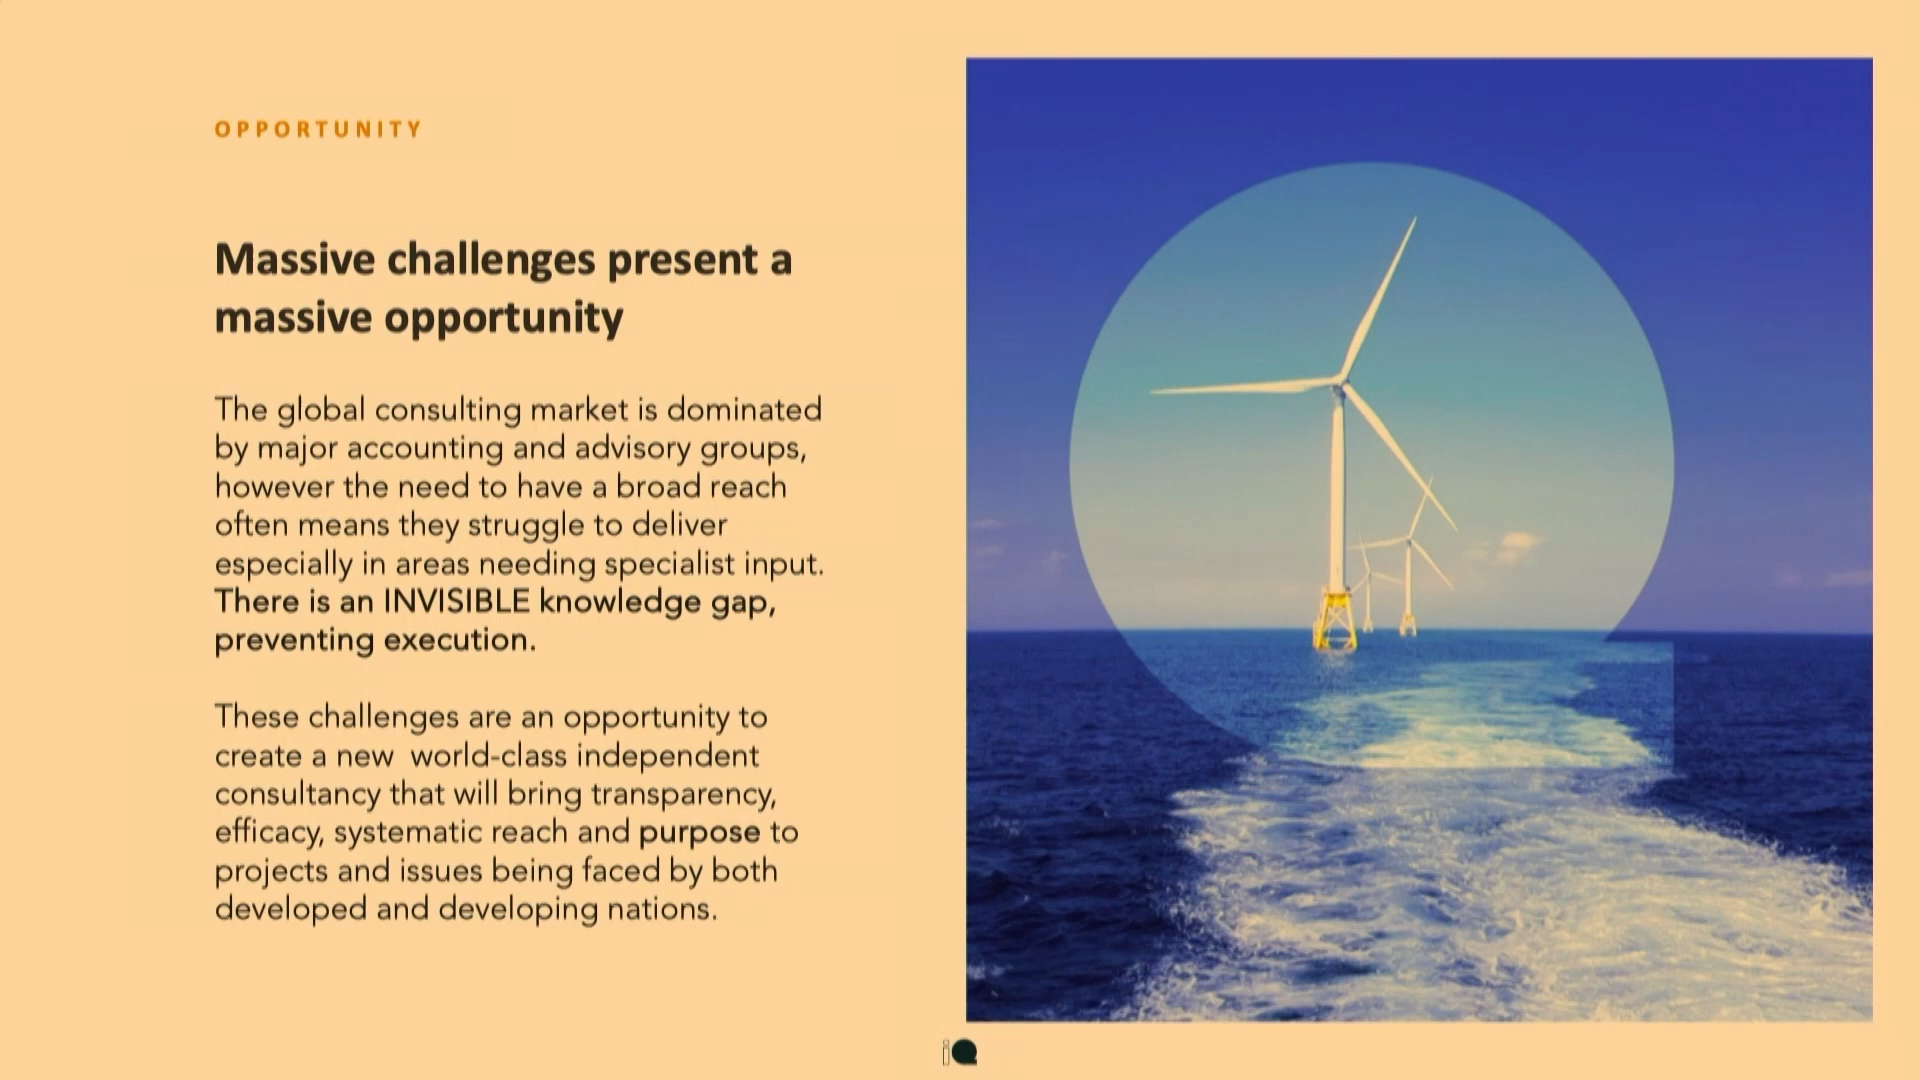 OPPORTUNITY
Massive challenges present a
massive opportunity
The global consulting market is dominated
by major accounting and advisory groups,
however the need to have a broad reach
often means they struggle to deliver
especially in areas needing specialist input.
There is an INVISIBLE knowledge gap,
preventing execution.
These challenges are an opportunity to
create a new  world-class independent
consultancy that will bring transparency,
efficacy, systematic reach and purpose to
projects and issues being faced by both
developed and developing nations.
iQ